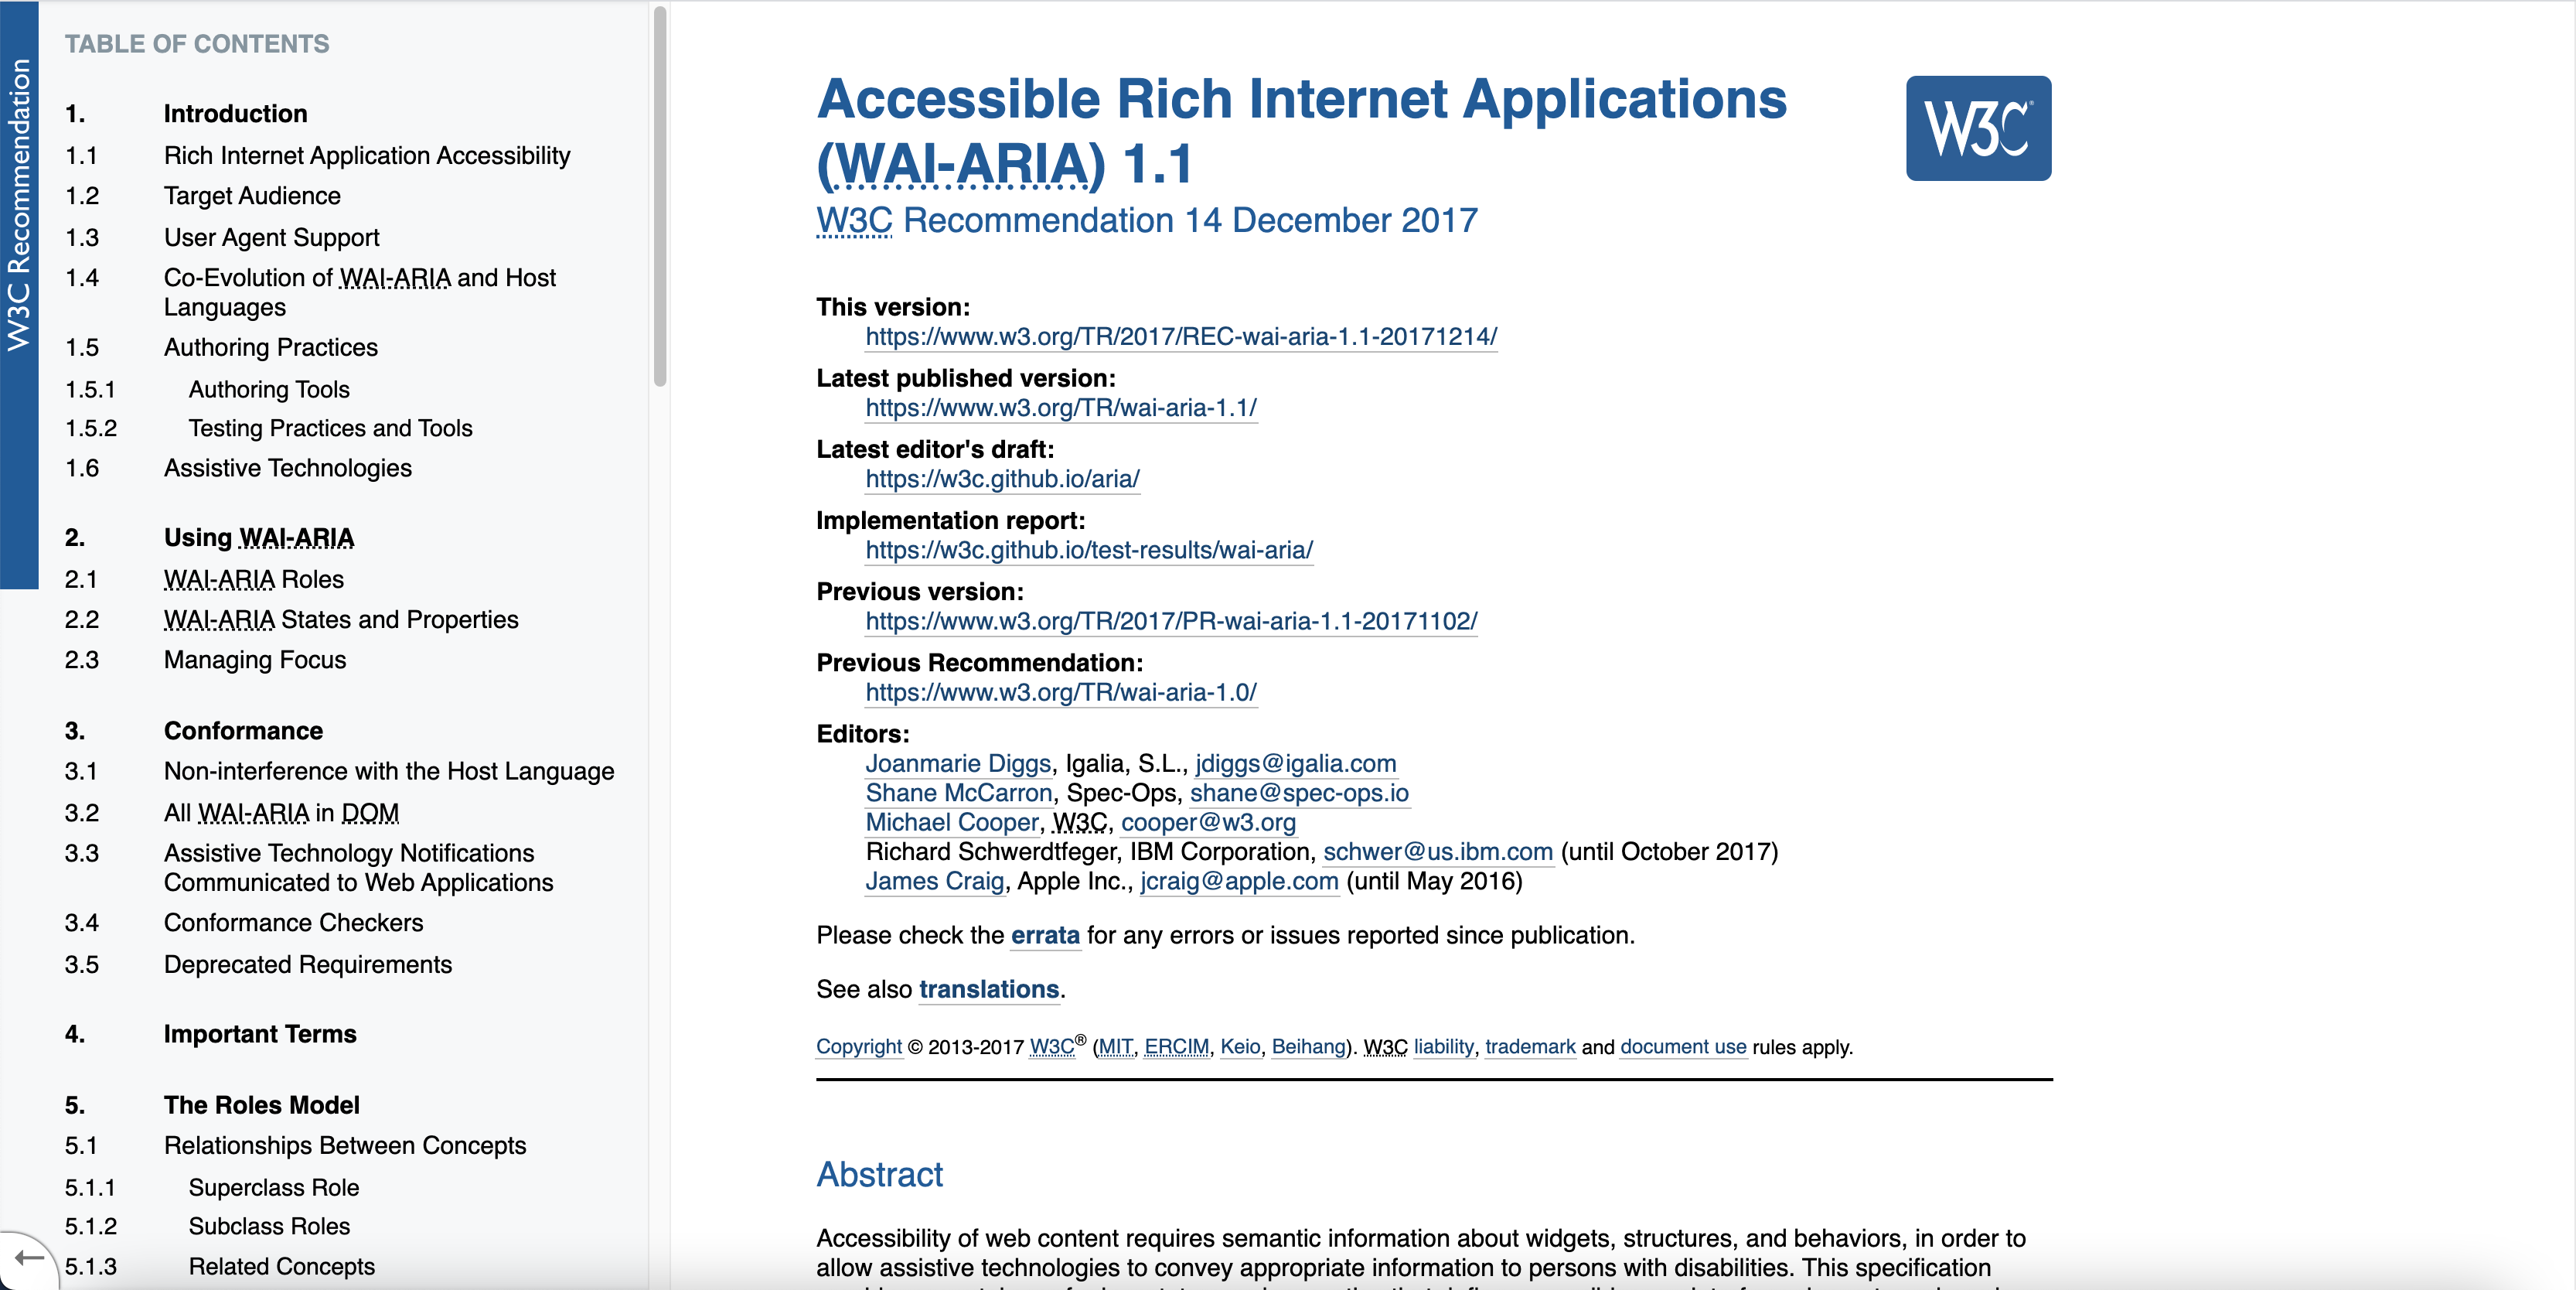 W3C Recommendation
TABLE OF CONTENTS
1. Introduction
1.1 Rich Internet Application Accessibility
1.2 Target Audience
1.3 User Agent Support
1.4 Co-Evolution of WAI-ARIA and Host
Languages
1.5 Authoring Practices
1.5.1 Authoring Tools
1.5.2 Testing Practices and Tools
1.6 Assistive Technologies
2. Using WAI-ARIA
2.1 WAI-ARIA Roles
2.2 WAI-ARIA States and Properties
2.3 Managing Focus
3. Conformance
3.1 Non-interference with the Host Language
3.2 All WAI-ARIA in DOM
3.3 Assistive Technology Notifications
Communicated to Web Applications
3.4 Conformance Checkers
3.5 Deprecated Requirements
4. Important Terms
5. The Roles Model
5.1 Relationships Between Concepts
5.1.1 Superclass Role
5.1.2 Subclass Roles
5.1.3 Related Concepts
Accessible Rich Internet Applications
(WAI-ARIA) 1.1
W3C Recommendation 14 December 2017
W3C®
This version:
https://www.w3.org/TR/2017/REC-wai-aria-1.1-20171214/
Latest published version:
https://www.w3.org/TR/wai-aria-1.1/
Latest editor's draft:
https://w3c.github.io/aria/
Implementation report:
https://w3c.github.io/test-results/wai-aria/
Previous version:
https://www.w3.org/TR/2017/PR-wai-aria-1.1-20171102/
Previous Recommendation:
https://www.w3.org/TR/wai-aria-1.0/
Editors:
Joanmarie Diggs, Igalia, S.L., jdiggs@igalia.com
Shane McCarron, Spec-Ops, shane@spec-ops.io
Michael Cooper, W3C, cooper@w3.org
Richard Schwerdtfeger, IBM Corporation, schwer@us.ibm.com (until October 2017)
James Craig, Apple Inc., jcraig@apple.com (until May 2016)
Please check the errata for any errors or issues reported since publication.
See also translations.
Copyright © 2013-2017 W3C® (MIT, ERCIM, Keio, Beihang). W3C liability, trademark and document use rules apply.
Abstract
Accessibility of web content requires semantic information about widgets, structures, and behaviors, in order to
allow assistive technologies to convey appropriate information to persons with disabilities. This specification